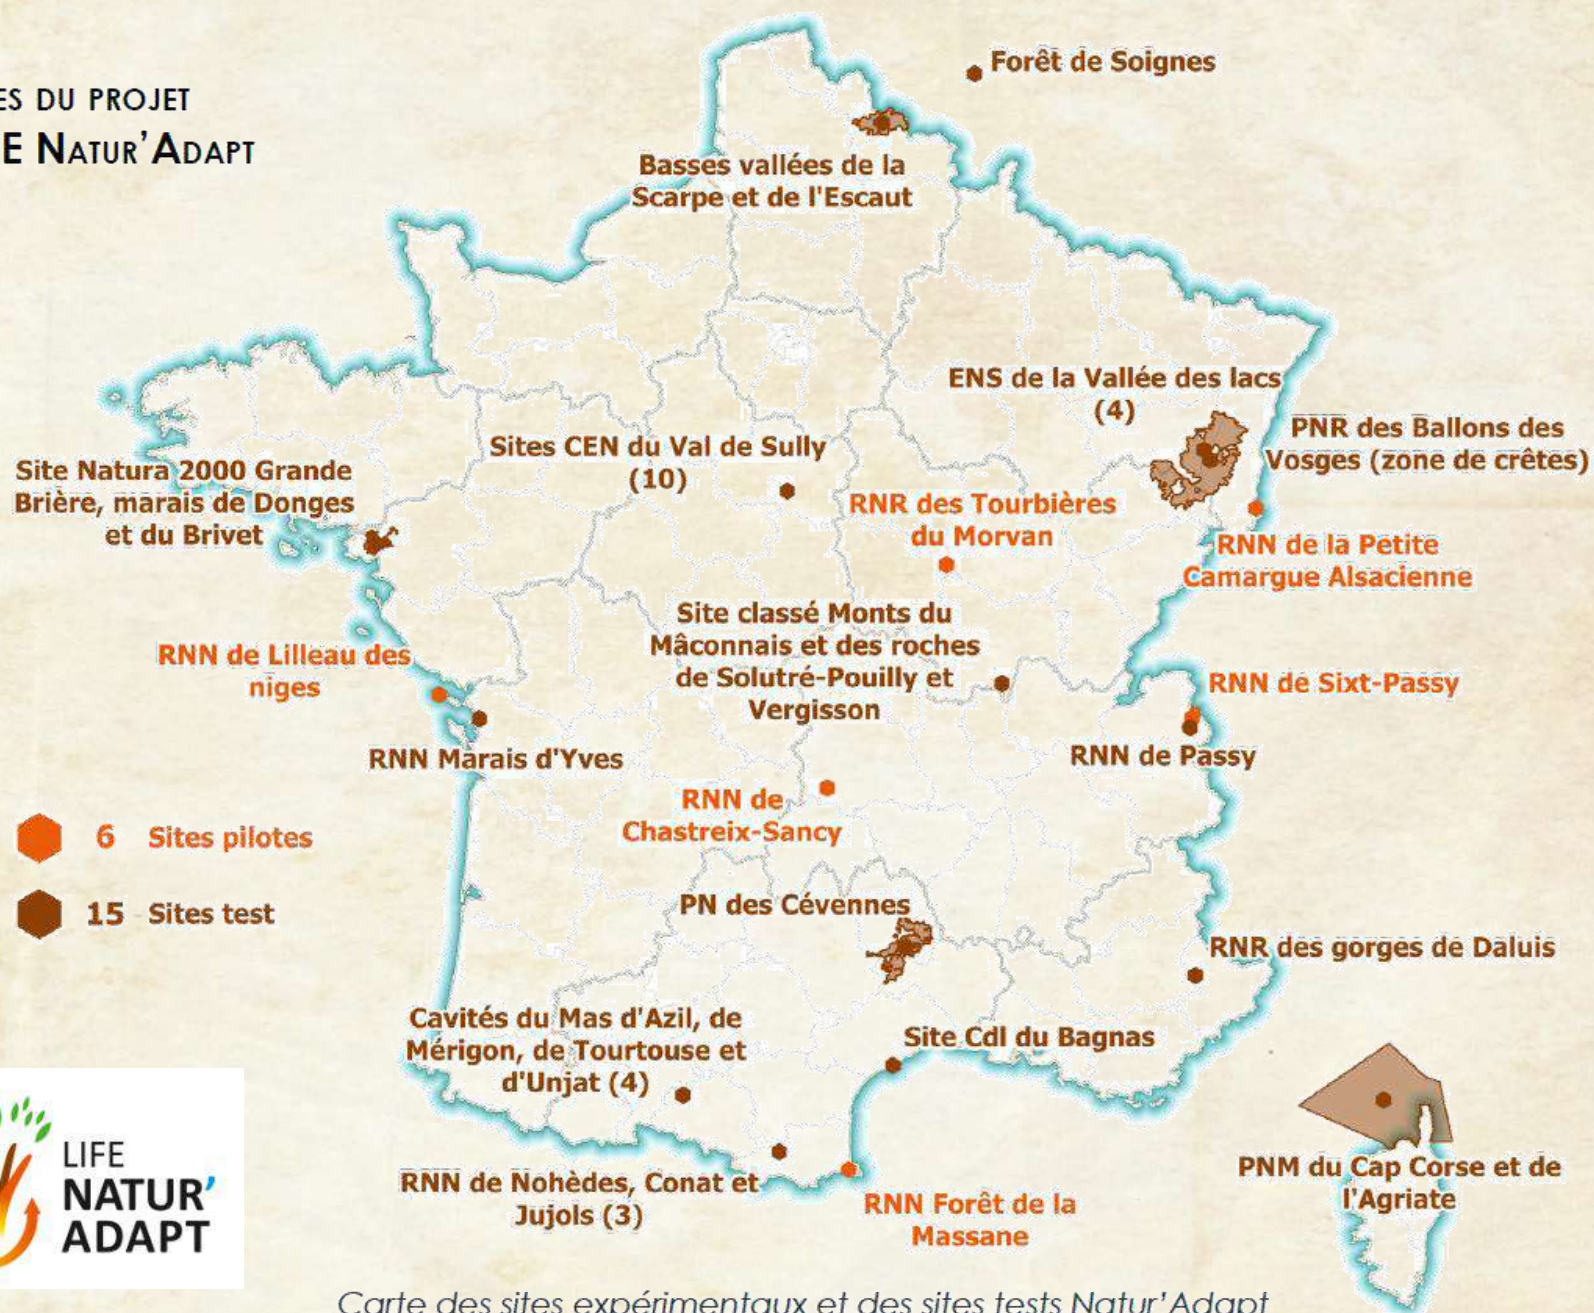 ES DU PROJET
E NATUR'ADAPT
Forêt de Soignes
Basses vallées de la
Scarpe et de l'Escaut
ENS de la Vallée des lacs
(4)
PNR des Ballons des
Vosges (zone de crêtes)
Sites CEN du Val de Sully
(10)
Site Natura 2000 Grande
Brière, marais de Donges
et du Brivet
RNR des Tourbières
du Morvan
RNN de la Petite
Camargue Alsacienne
Site classé Monts du
Mâconnais et des roches
de Solutré-Pouilly et
Vergisson
RNN de Lilleau des
niges
RNN de Sixt-Passy
RNN Marais d'Yves
RNN de Passy
RNN de
Chastreix-Sancy
6 Sites pilotes
15 Sites test
PN des Cévennes
RNR des gorges de Daluis
Cavités du Mas d'Azil, de
Mérigon, de Tourtouse et
d'Unjat (4)
Site Cdl du Bagnas
RNN de Nohèdes, Conat et
Jujols (3)
RNN Forêt de la
Massane
PNM du Cap Corse et de
l'Agriate
LIFE
NATUR'
ADAPT
Carte des sites expérimentaux et des sites tests Natur'Adapt